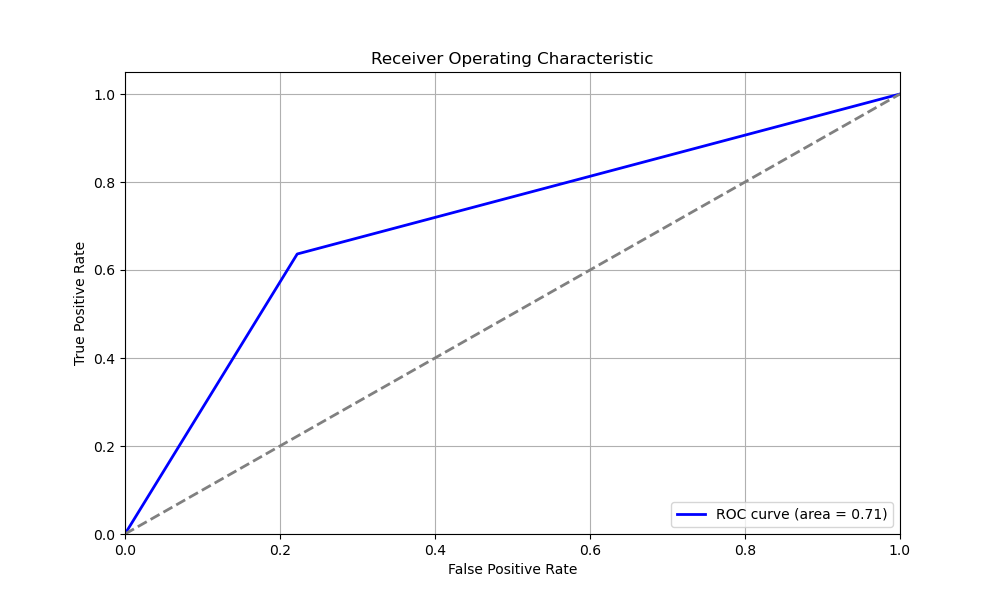 Receiver Operating Characteristic
True Positive Rate
1.0
0.8
0.6
0.4
0.2
0.0
0.0 0.2 0.4 0.6 0.8 1.0
False Positive Rate
ROC curve (area = 0.71)